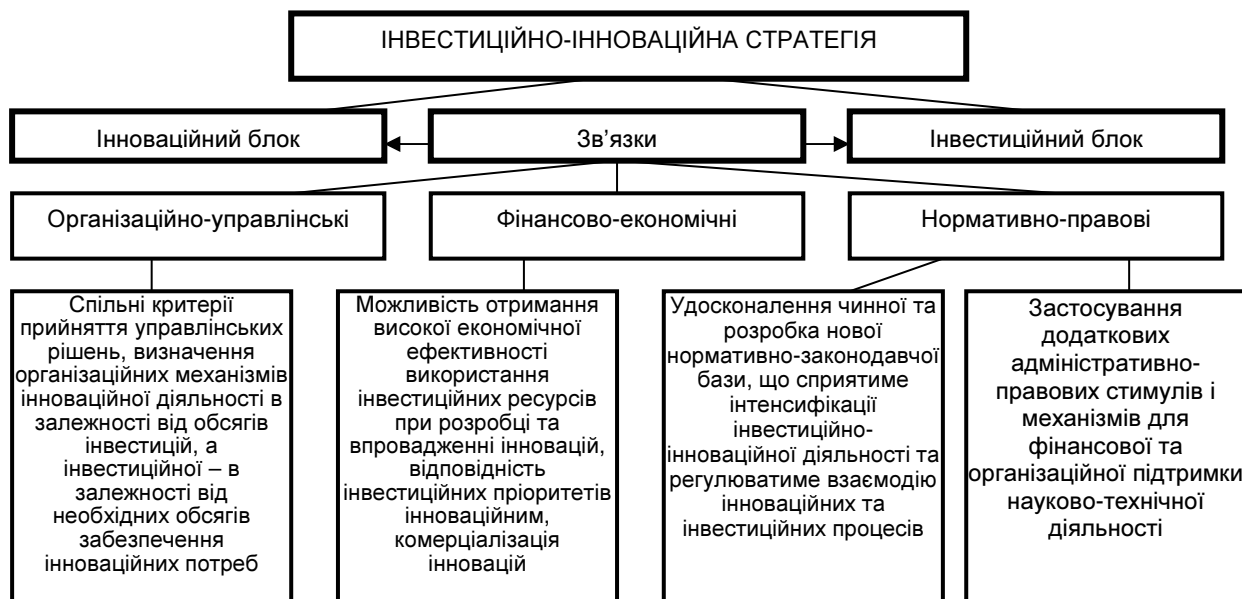 ІНВЕСТИЦІЙНО-ІННОВАЦІЙНА СТРАТЕГІЯ
Інноваційний блок
Зв’язки
Інвестиційний блок
Організаційно-управлінські
Фінансово-економічні
Нормативно-правові
Спільні критерії
прийняття управлінських
рішень, визначення
організаційних механізмів
інноваційної діяльності в
залежності від обсягів
інвестицій, а
інвестиційної – в
залежності від
необхідних обсягів
забезпечення
інноваційних потреб
Можливість отримання
високої економічної
ефективності
використання
інвестиційних ресурсів
при розробці та
впровадженні інновацій,
відповідність
інвестиційних пріоритетів
інноваційним,
комерціалізація
інновацій
Удосконалення чинної та
розробка нової
нормативно-законодавчої
бази, що сприятиме
інтенсифікації
інвестиційно-
інноваційної діяльності та
регулюватиме взаємодію
інноваційних та
інвестиційних процесів
Застосування
додаткових
адміністративно-
правових стимулів і
механізмів для
фінансової та
організаційної підтримки
науково-технічної
діяльності